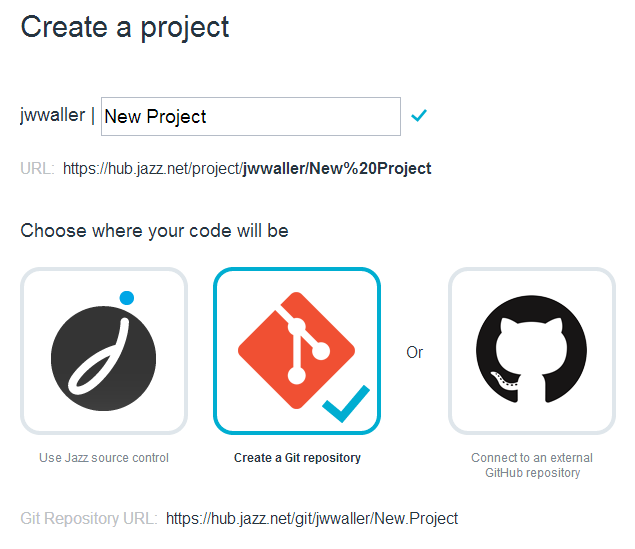 Create a project
jwwaller | New Project
URL: https://hub.jazz.net/project/jwwaller/New%20Project
Choose where your code will be
Or
Use Jazz source control
Create a Git repository
Connect to an external
GitHub repository
Git Repository URL: https://hub.jazz.net/git/jwwaller/New.Project